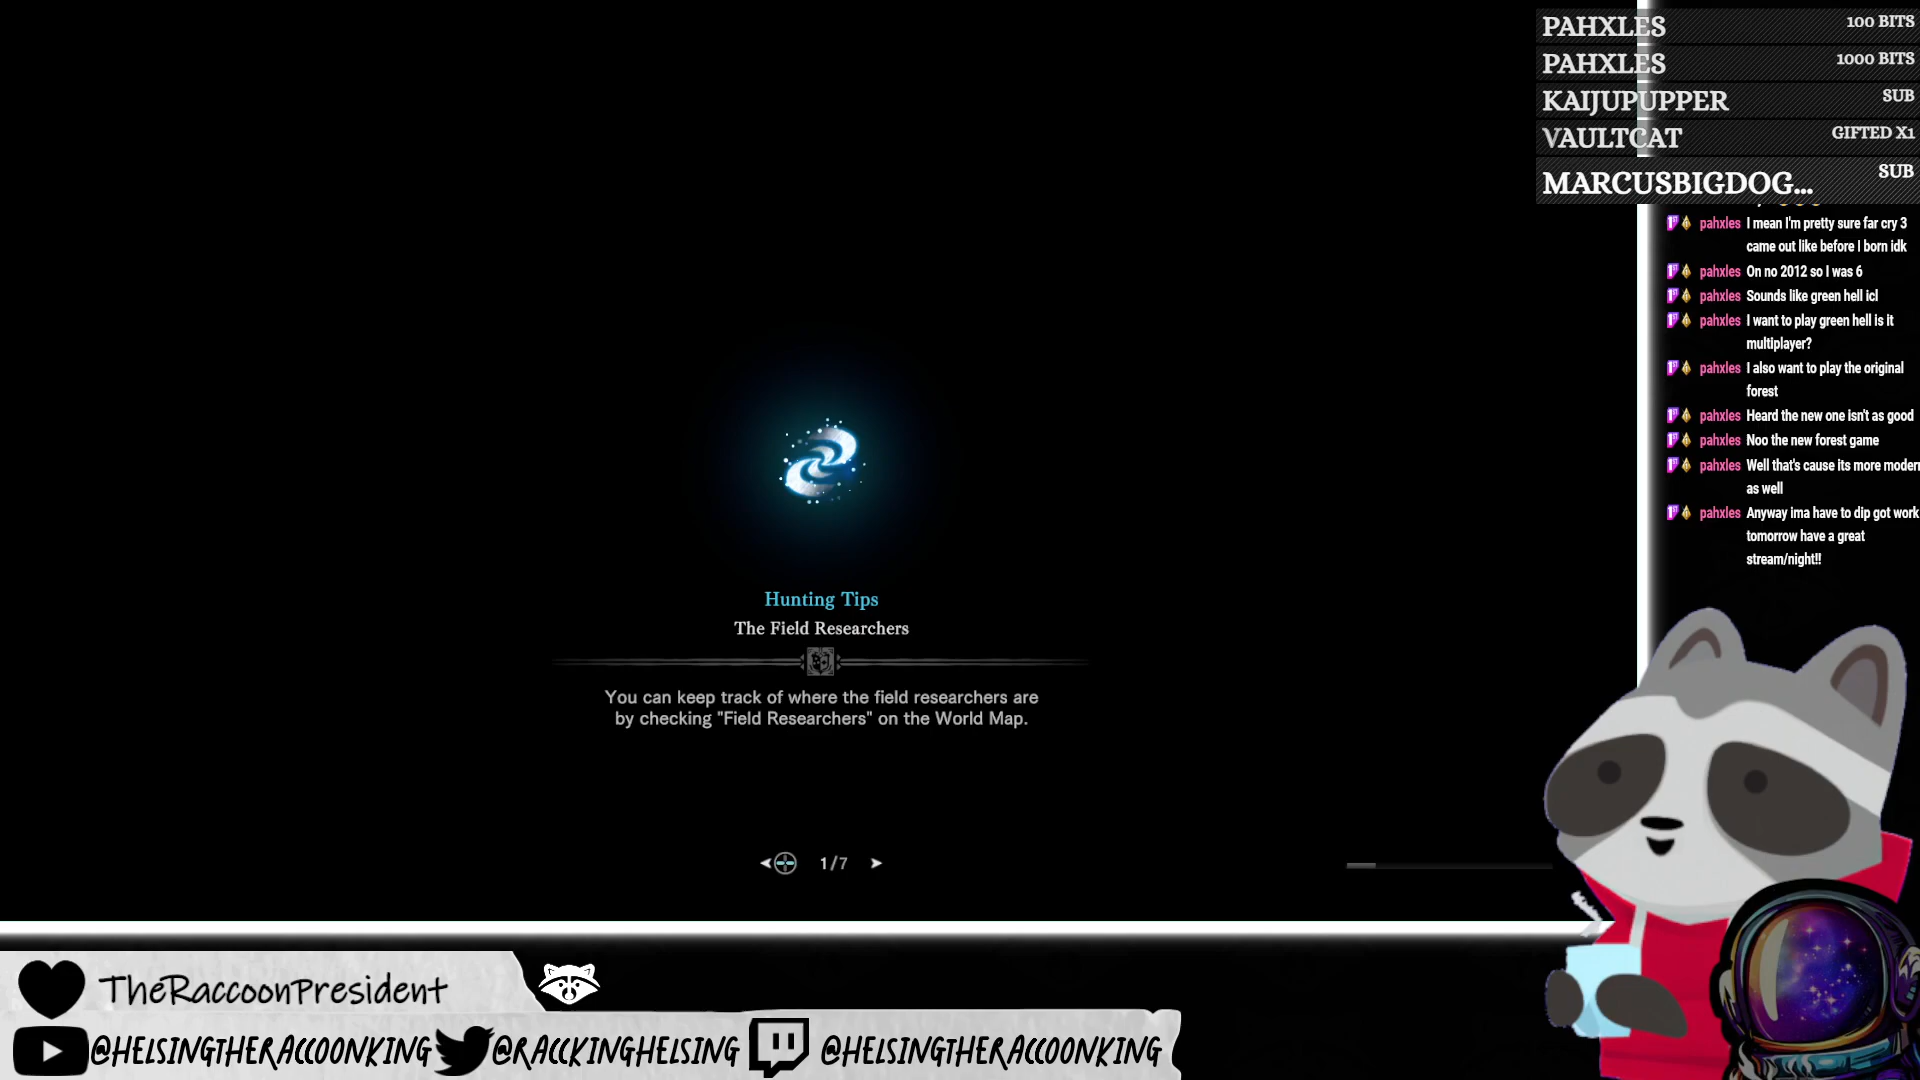 PAHXLES 100 BITS
PAHXLES 1000 BITS
KAIJUPUPPER SUB
VAULTCAT GIFTED X1
MARCUSBIGDOG... SUB
pahxles I mean I'm pretty sure far cry 3
came out like before I born idk
pahxles On no 2012 so I was 6
pahxles Sounds like green hell icl
pahxles I want to play green hell is it
multiplayer?
pahxles I also want to play the original
forest
pahxles Heard the new one isn't as good
pahxles Noo the new forest game
pahxles Well that's cause its more modern
as well
pahxles Anyway ima have to dip got work
tomorrow have a great
stream/night!!
Hunting Tips
The Field Researchers
You can keep track of where the field researchers are
by checking "Field Researchers" on the World Map.
1/7
TheRaccoonPresident
@HELSINGTHERACCOONKING @RACCKINGHELSING @HELSINGTHERACCOONKING